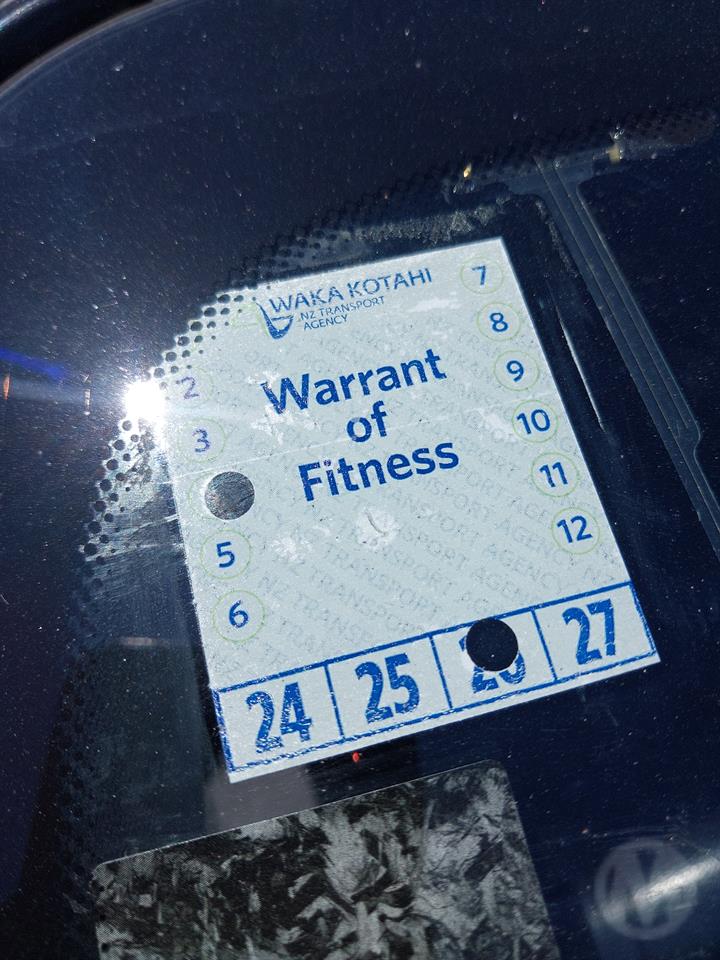 WAKA KOTAHI
NZ TRANSPORT
AGENCY
Warrant
of
Fitness
2
3
5
6
7
8
9
10
11
12
24 25 26 27